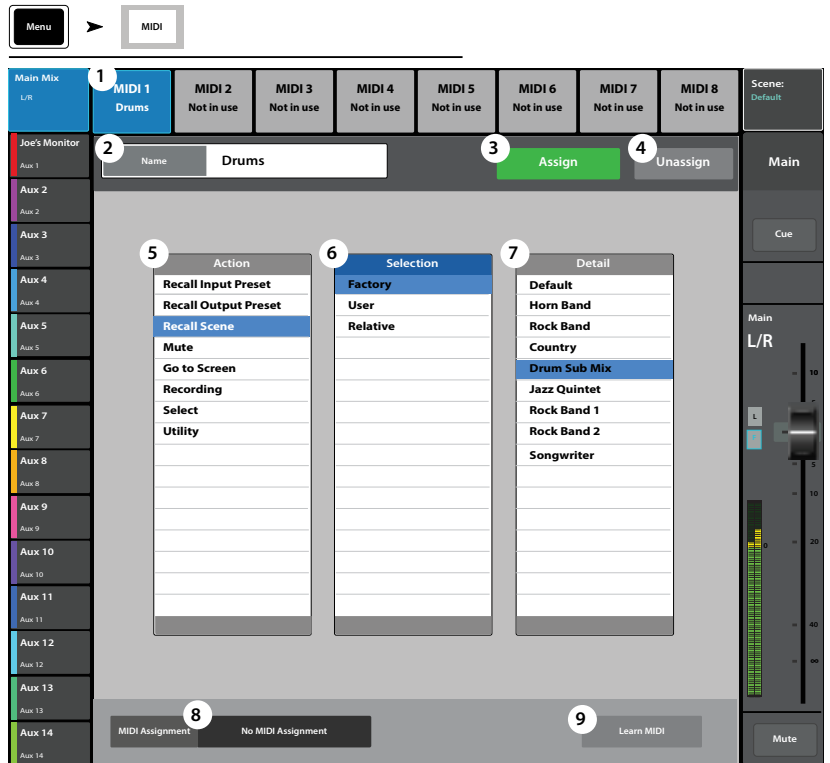 Menu
MIDI
Main Mix
L/R
1
MIDI 1
Drums
MIDI 2
Not in use
MIDI 3
Not in use
MIDI 4
Not in use
MIDI 5
Not in use
MIDI 6
Not in use
MIDI 7
Not in use
MIDI 8
Not in use
Scene:
Default
Joe's Monitor
Aux 1
Aux 2
Aux 2
Aux 3
Aux 3
Aux 4
Aux 4
Aux 5
Aux 5
Aux 6
Aux 6
Aux 7
Aux 7
Aux 8
Aux 8
Aux 9
Aux 9
Aux 10
Aux 10
Aux 11
Aux 11
Aux 12
Aux 12
Aux 13
Aux 13
Aux 14
Aux 14
2
Name
Drums
3
Assign
4
Unassign
5
Action
Recall Input Preset
Recall Output Preset
Recall Scene
Mute
Go to Screen
Recording
Select
Utility
6
Selection
Factory
User
Relative
7
Detail
Default
Horn Band
Rock Band
Country
Drum Sub Mix
Jazz Quintet
Rock Band 1
Rock Band 2
Songwriter
8
MIDI Assignment
No MIDI Assignment
9
Learn MIDI
Main
Cue
Main
L/R
10
L
5
10
0
20
40
∞
Mute